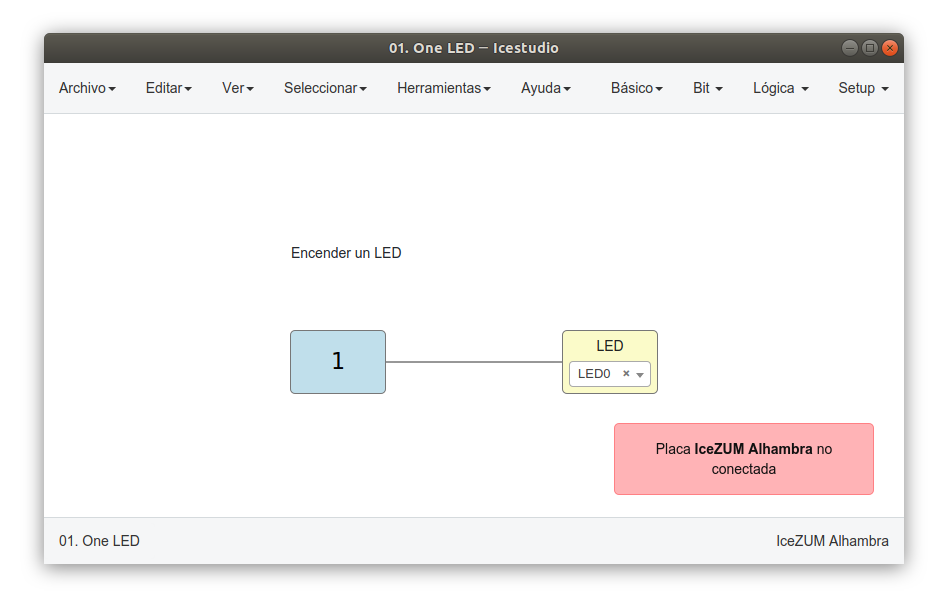 01. One LED – Icestudio
Archivo Editar Ver Seleccionar Herramientas Ayuda Básico Bit Lógica Setup
Encender un LED
1
LED
LED0
Placa IceZUM Alhambra no
conectada
01. One LED
IceZUM Alhambra